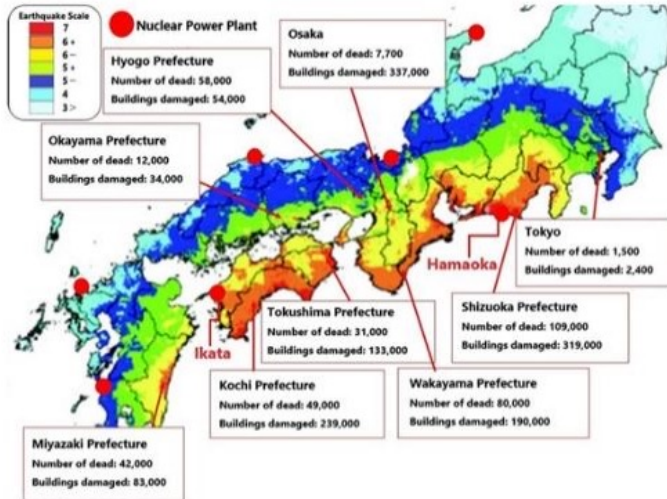 Earthquake Scale
7
6+
6-
5+
5-
4
3>
Nuclear Power Plant
Osaka
Number of dead: 7,700
Buildings damaged: 337,000
Hyogo Prefecture
Number of dead: 58,000
Buildings damaged: 54,000
Okayama Prefecture
Number of dead: 12,000
Buildings damaged: 34,000
Tokyo
Number of dead: 1,500
Buildings damaged: 2,400
Hamaoka
Shizuoka Prefecture
Number of dead: 109,000
Buildings damaged: 319,000
Tokushima Prefecture
Number of dead: 31,000
Buildings damaged: 133,000
Ikata
Kochi Prefecture
Number of dead: 49,000
Buildings damaged: 239,000
Wakayama Prefecture
Number of dead: 80,000
Buildings damaged: 190,000
Miyazaki Prefecture
Number of dead: 42,000
Buildings damaged: 83,000